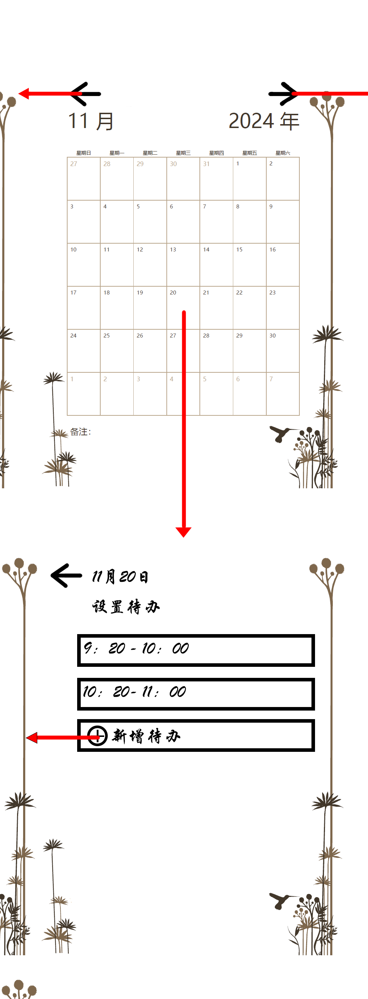 11 月 2024 年
星期日 星期一 星期二 星期三 星期四 星期五 星期六
27 28 29 30 31 1 2
3 4 5 6 7 8 9
10 11 12 13 14 15 16
17 18 19 20 21 22 23
24 25 26 27 28 29 30
1 2 3 4 5 6 7
备注：
11月20日
设置待办
9：20 - 10：00
10：20- 11：00
新增待办